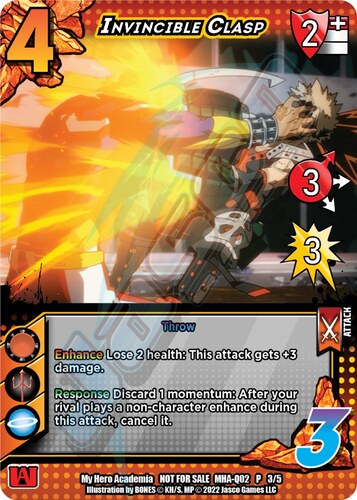 4
INVINCIBLE CLASP
2 +
3
3
ATTACK
Throw
Enhance Lose 2 health: This attack gets +3
damage.
Response Discard 1 momentum: After your
rival plays a non-character enhance during
this attack, cancel it.
3
My Hero Academia NOT FOR SALE MHA-Q02 P 3/5
Illustration by BONES © KH/S. MP © 2022 Jasco Games LLC